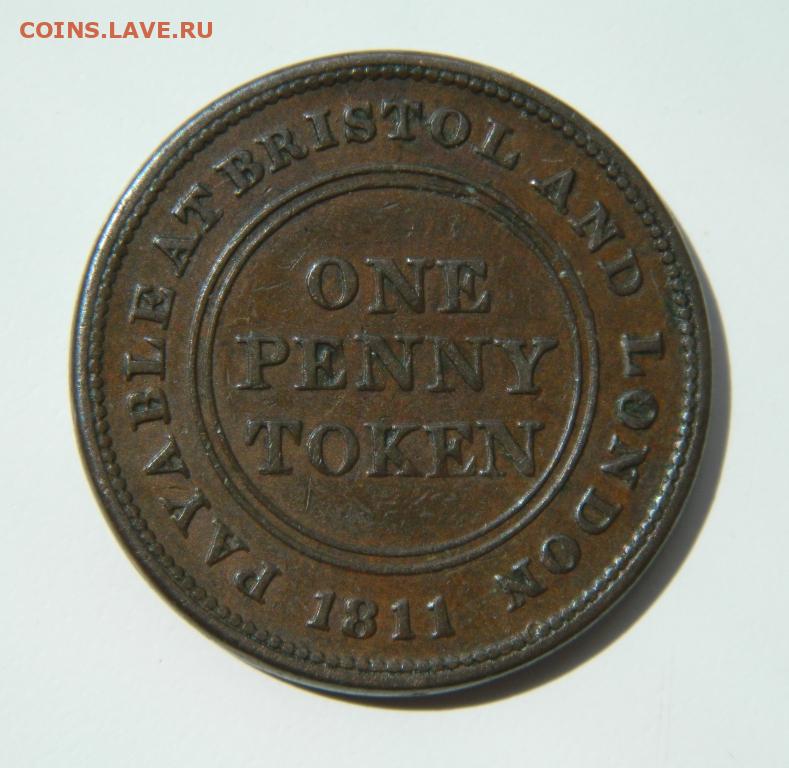 COINS.LAVE.RU
PAYABLE AT BRISTOL AND LONDON
ONE
PENNY
TOKEN
1811